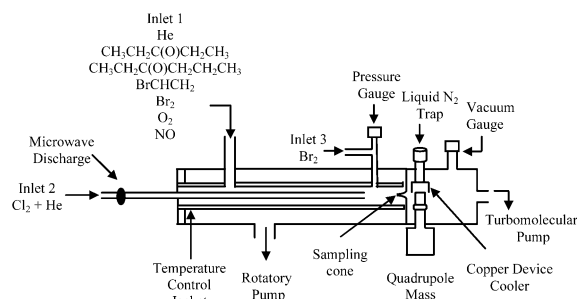 Inlet 1
He
CH3CH2C(O)CH2CH3
CH3CH2C(O)CH2CH2CH3
BrCHCH2
Br2
O2
NO
Microwave
Discharge
Inlet 2
Cl2 + He
Pressure
Gauge
Liquid N2
Trap
Vacuum
Gauge
Inlet 3
Br2
Turbomolecular
Pump
Temperature
Control
Rotatory
Pump
Sampling
cone
Quadrupole
Mass
Copper Device
Cooler